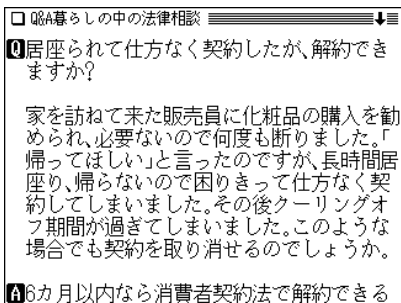 Q&A暮らしの中の法律相談
Q居座られて仕方なく契約したが、解約でき
ますか?
家を訪ねて来た販売員に化粧品の購入を勧
められ、必要ないので何度も断りました。「
帰ってほしい」と言ったのですが、長時間居
座り、帰らないので困りきって仕方なく契
約してしまいました。その後クーリングオ
フ期間が過ぎてしまいました。このような
場合でも契約を取り消せるのでしょうか。
A6カ月以内なら消費者契約法で解約できる